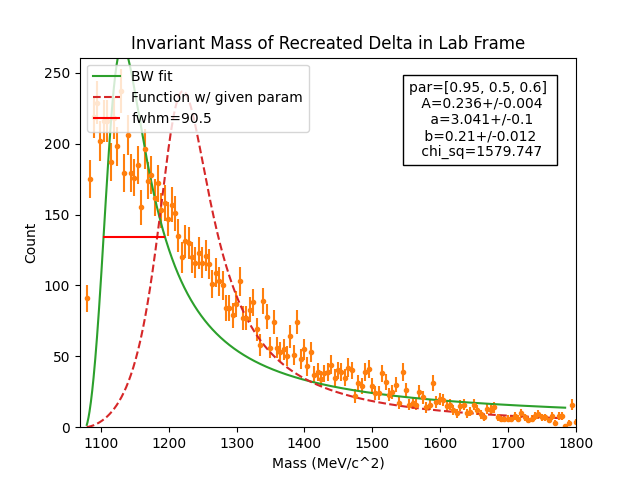 Invariant Mass of Recreated Delta in Lab Frame
BW fit
Function w/ given param
fwhm=90.5
par=[0.95, 0.5, 0.6]
A=0.236+/-0.004
a=3.041+/-0.1
b=0.21+/-0.012
chi_sq=1579.747
Count
250
200
150
100
50
0
1100 1200 1300 1400 1500 1600 1700 1800
Mass (MeV/c^2)